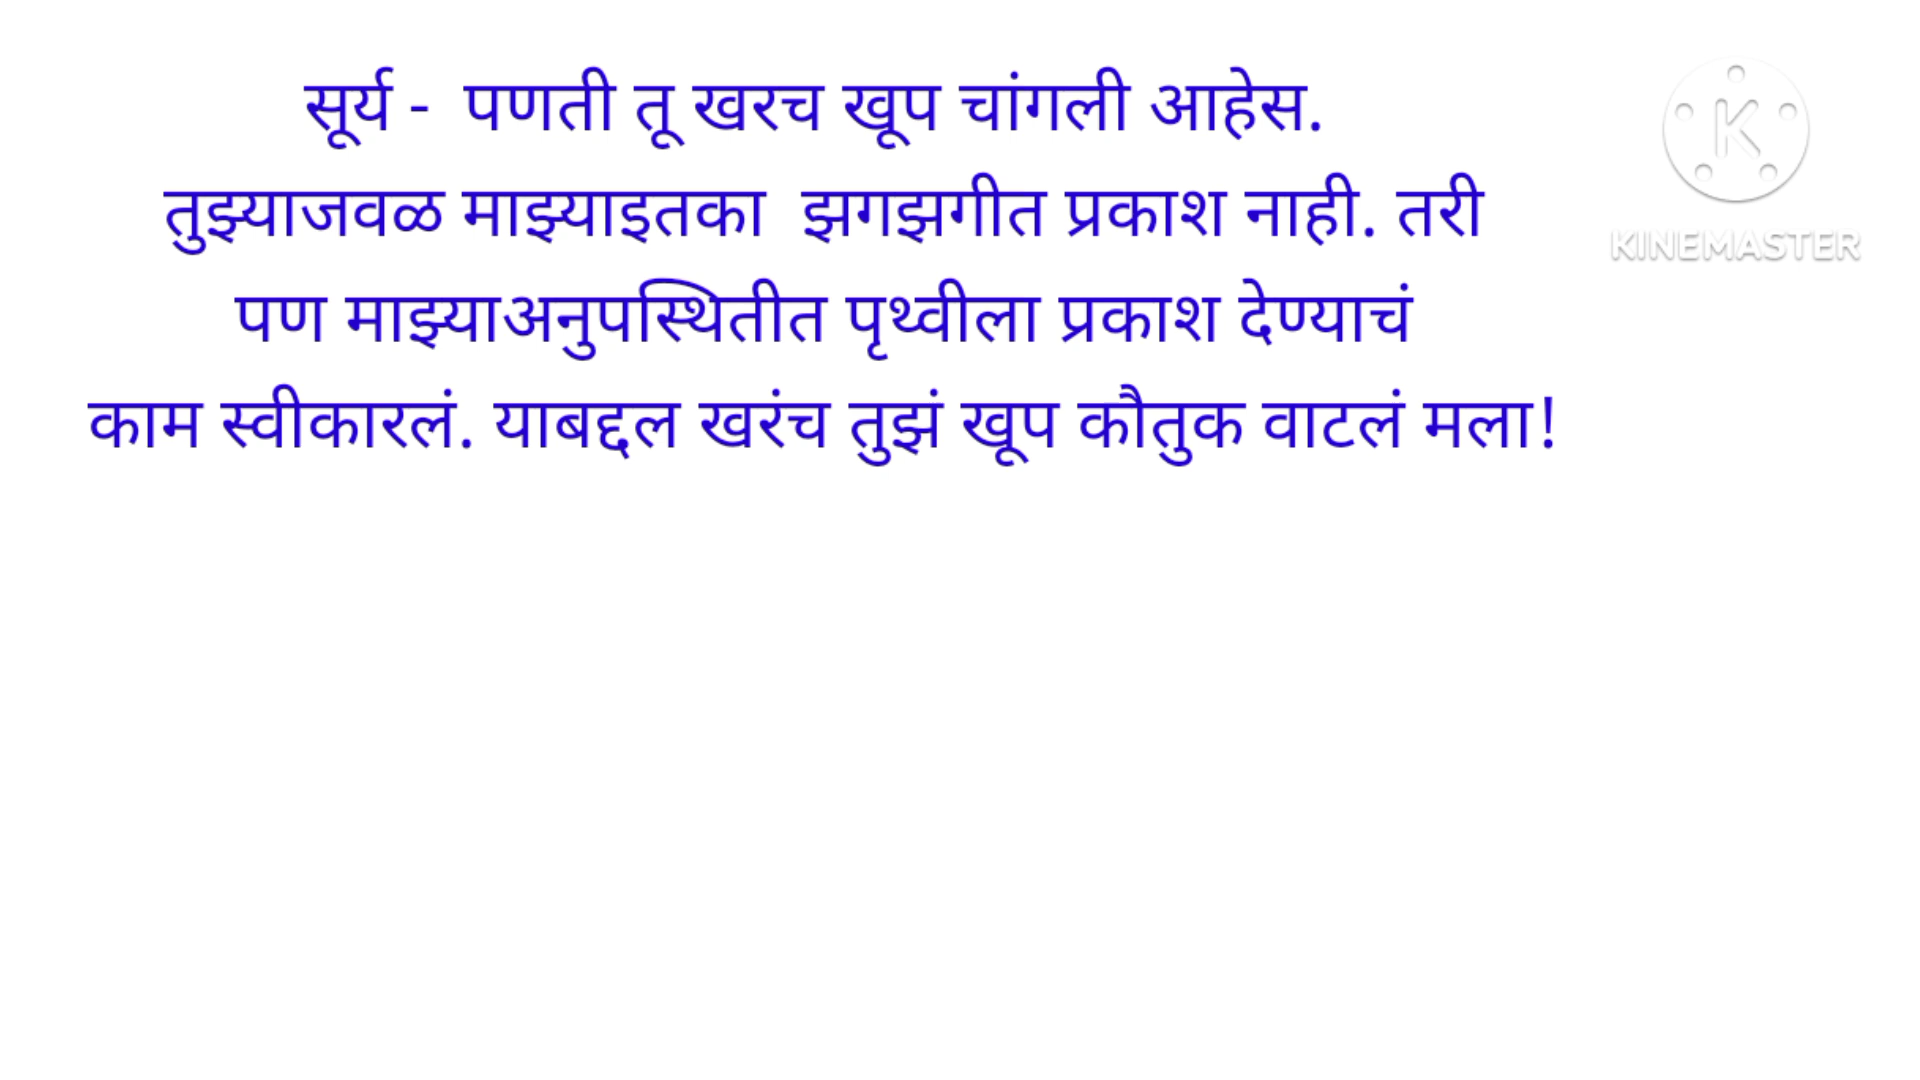 सूर्य -  पणती तू खरच खूप चांगली आहेस.
तुझ्याजवळ माझ्याइतका  झगझगीत प्रकाश नाही. तरी
पण माझ्याअनुपस्थितीत पृथ्वीला प्रकाश देण्याचं
काम स्वीकारलं. याबद्दल खरंच तुझं खूप कौतुक वाटलं मला!
K
KINEMASTER